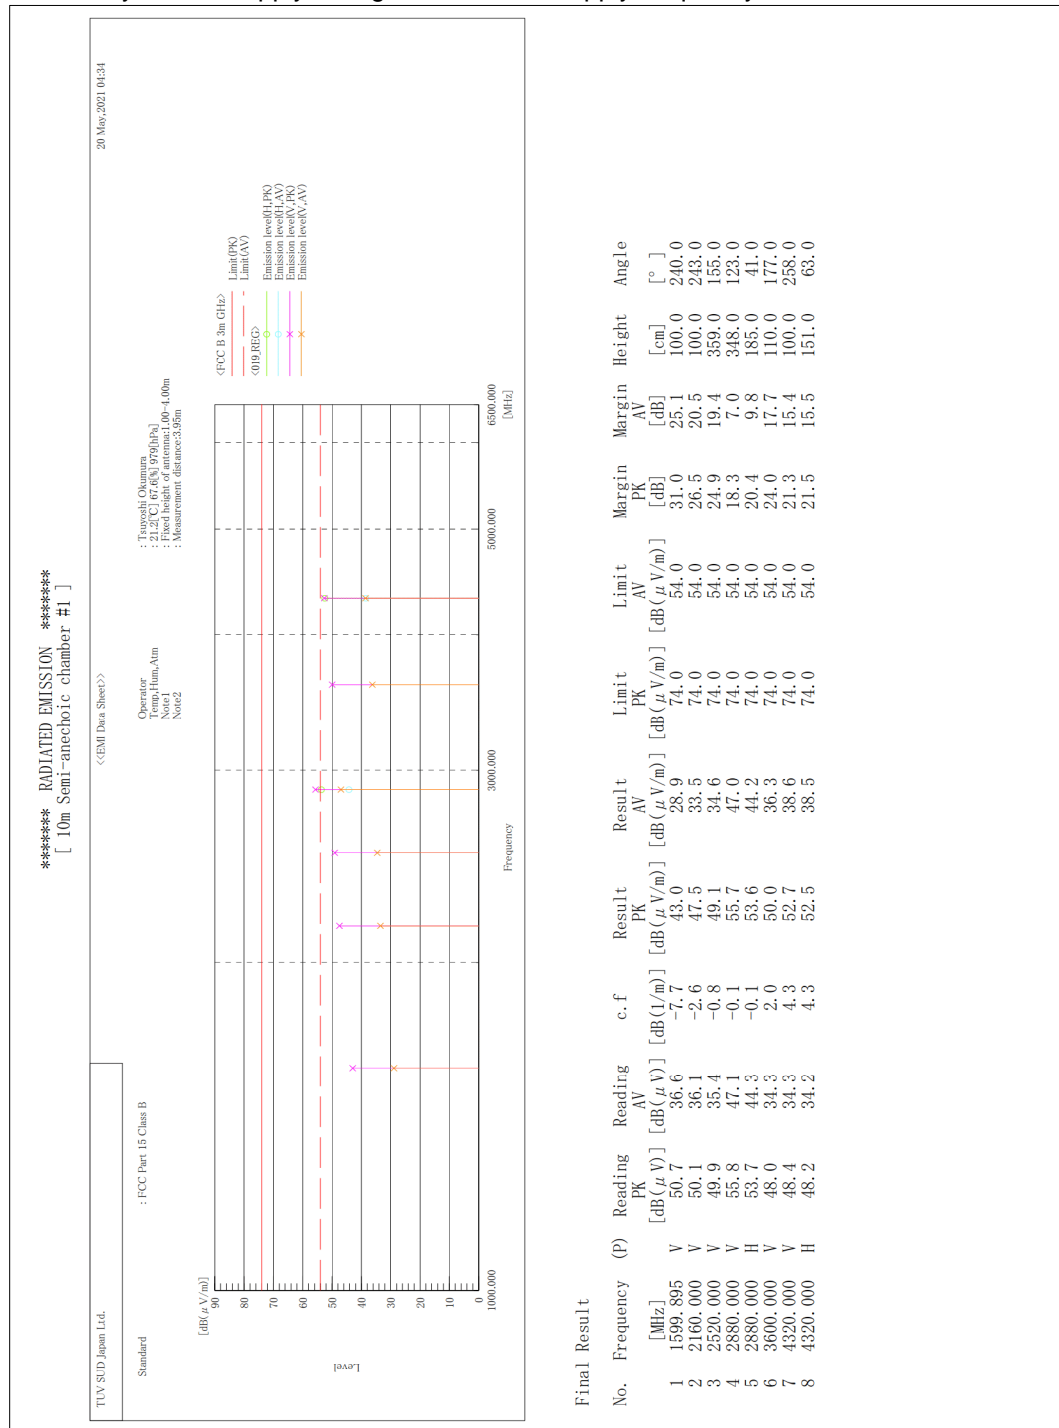 ******* RADIATED EMISSION *******
[ 10m Semi-anechoic chamber #1 ]
TUV SUD Japan Ltd.
<<EMI Data Sheet>>
20 May,2021 04:34
Standard : FCC Part 15 Class B
Operator : Tsuyoshi Okumura
Temp,Hum,Atm : 21.2[℃] 67.6[%] 979[hPa]
Note1 : Fixed height of antenna:1.00-4.00m
Note2 : Measurement distance:3.95m
<FCC B 3m GHz>
Limit(PK)
Limit(AV)
<019_REG>
Emission level(H,PK)
Emission level(H,AV)
Emission level(V,PK)
Emission level(V,AV)
[dB(μV/m)]
90
80
70
60
50
40
30
20
10
0
Level
1000.000 3000.000 5000.000 6500.000
Frequency [MHz]
Final Result
No. Frequency (P) Reading Reading c.f Result Result Limit Limit Margin Margin Height Angle
PK AV PK AV PK AV PK AV
[MHz] [dB(μV)] [dB(μV)] [dB(1/m)] [dB(μV/m)] [dB(μV/m)] [dB(μV/m)] [dB(μV/m)] [dB] [dB] [cm] [° ]
1 1599.895 V 50.7 36.6 -7.7 43.0 28.9 74.0 54.0 31.0 25.1 100.0 240.0
2 2160.000 V 50.1 36.1 -2.6 47.5 33.5 74.0 54.0 26.5 20.5 100.0 243.0
3 2520.000 V 49.9 35.4 -0.8 49.1 34.6 74.0 54.0 24.9 19.4 359.0 155.0
4 2880.000 V 55.8 47.1 -0.1 55.7 47.0 74.0 54.0 18.3 7.0 348.0 123.0
5 2880.000 H 53.7 44.3 -0.1 53.6 44.2 74.0 54.0 20.4 9.8 185.0 41.0
6 3600.000 V 48.0 34.3 2.0 50.0 36.3 74.0 54.0 24.0 17.7 110.0 177.0
7 4320.000 V 48.4 34.3 4.3 52.7 38.6 74.0 54.0 21.3 15.4 100.0 258.0
8 4320.000 H 48.2 34.2 4.3 52.5 38.5 74.0 54.0 21.5 15.5 151.0 63.0